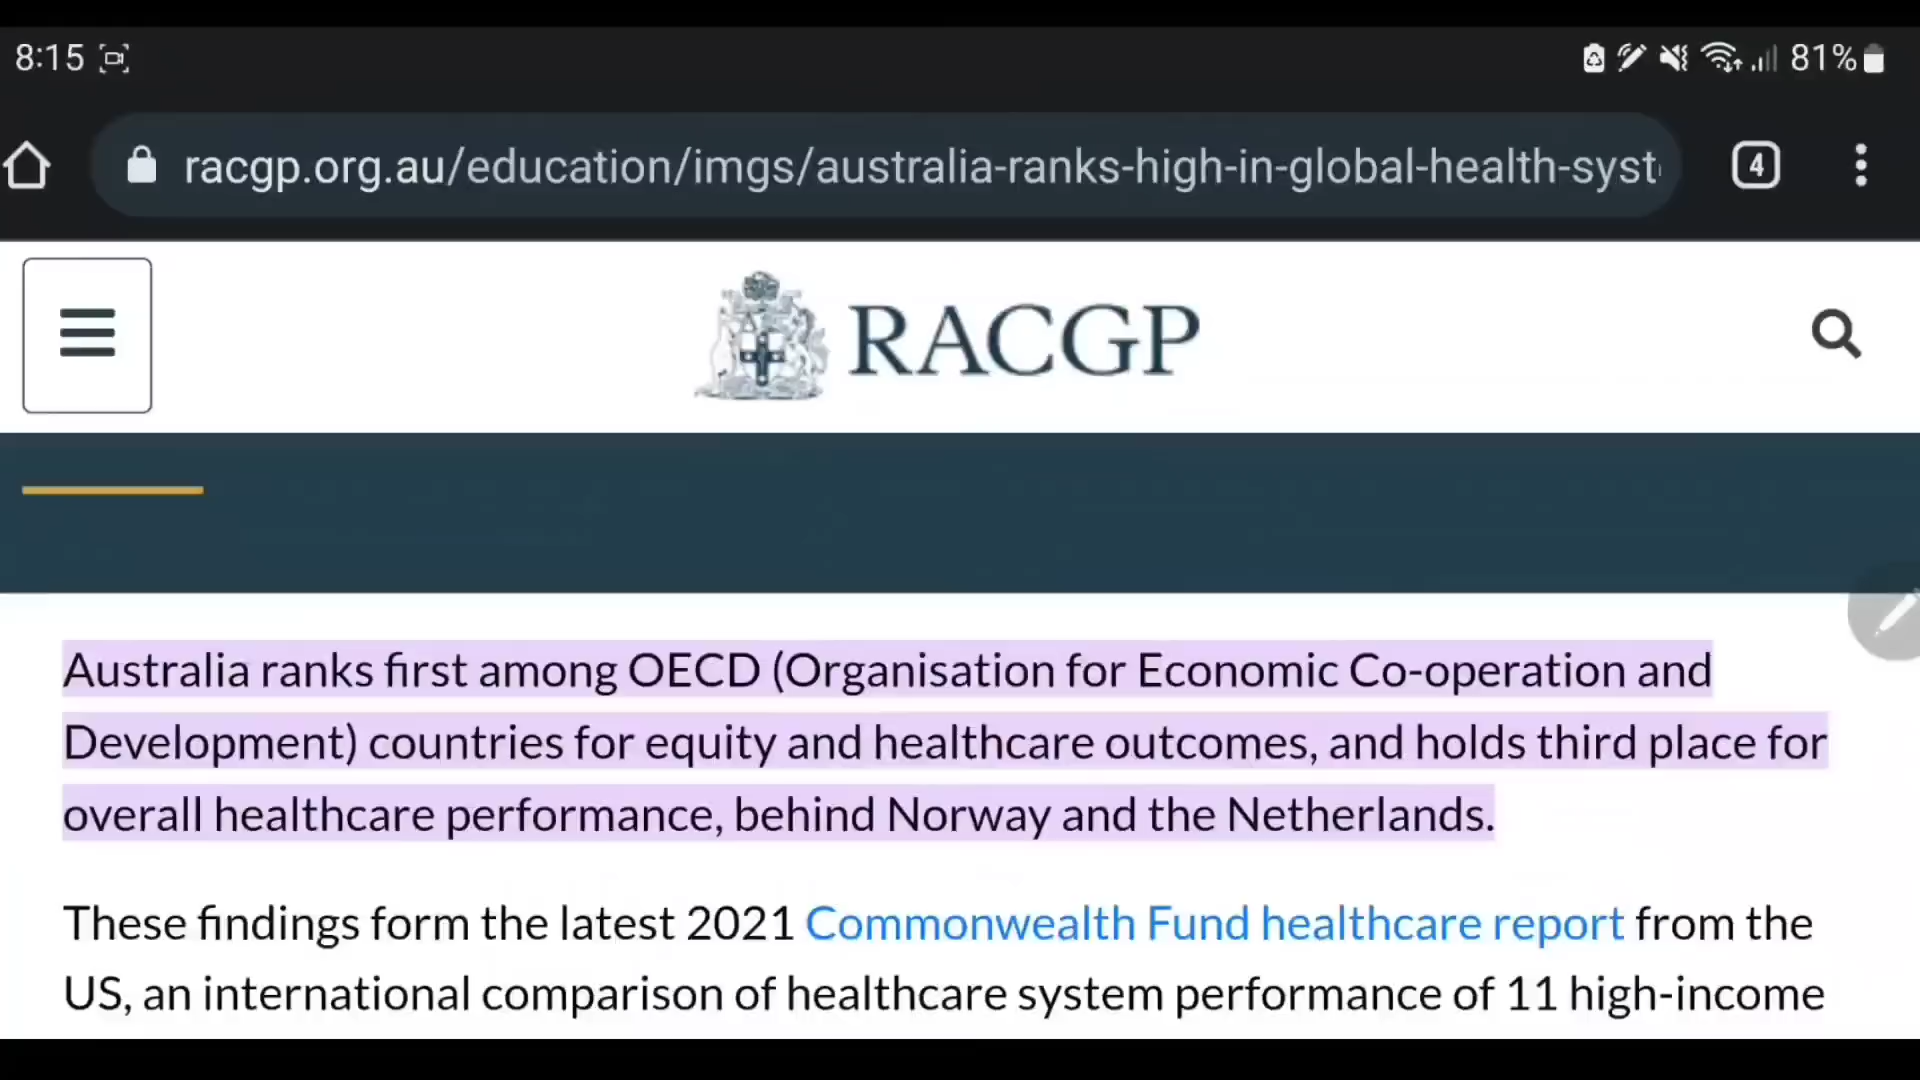 8:15
81%
racgp.org.au/education/imgs/australia-ranks-high-in-global-health-syst
4
RACGP
Australia ranks first among OECD (Organisation for Economic Co-operation and
Development) countries for equity and healthcare outcomes, and holds third place for
overall healthcare performance, behind Norway and the Netherlands.
These findings form the latest 2021 Commonwealth Fund healthcare report from the
US, an international comparison of healthcare system performance of 11 high-income